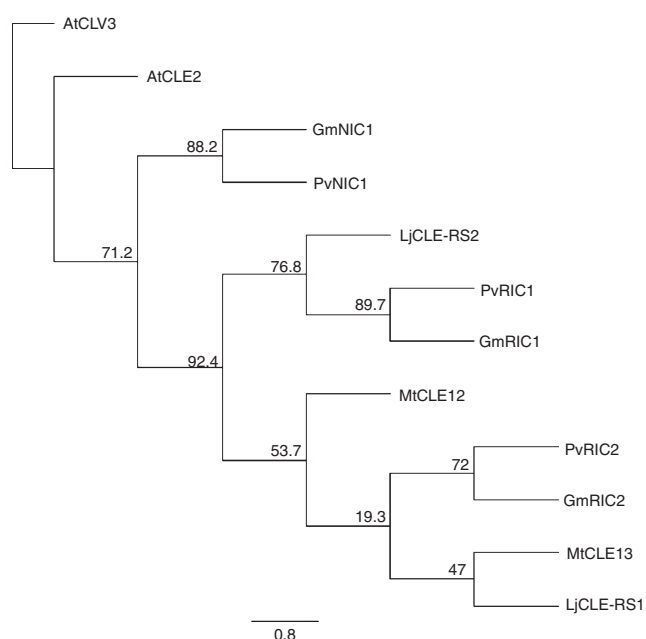 AtCLV3
AtCLE2
GmNIC1
88.2
PvNIC1
LjCLE-RS2
71.2
76.8
PvRIC1
89.7
GmRIC1
92.4
MtCLE12
53.7
PvRIC2
72
GmRIC2
19.3
MtCLE13
47
LjCLE-RS1
0.8